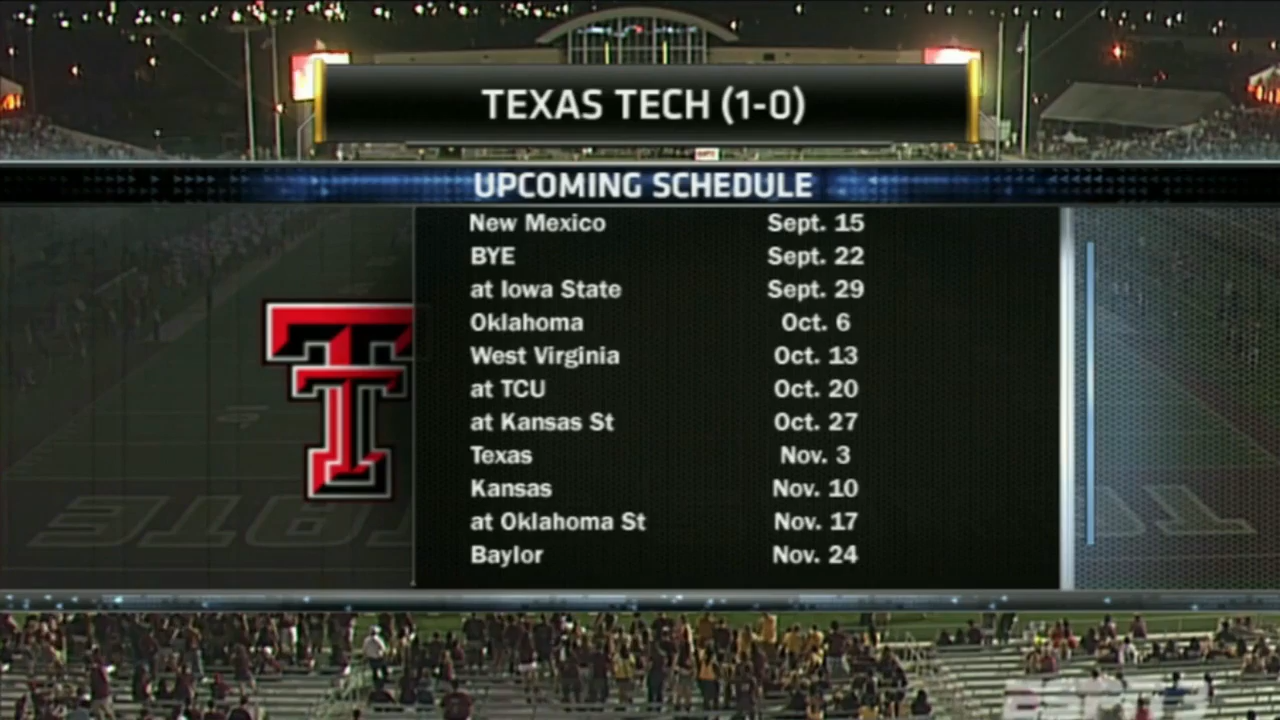 TEXAS TECH (1-0)
UPCOMING SCHEDULE
New Mexico Sept. 15
BYE Sept. 22
at Iowa State Sept. 29
Oklahoma Oct. 6
West Virginia Oct. 13
at TCU Oct. 20
at Kansas St Oct. 27
Texas Nov. 3
Kansas Nov. 10
at Oklahoma St Nov. 17
Baylor Nov. 24
STATE